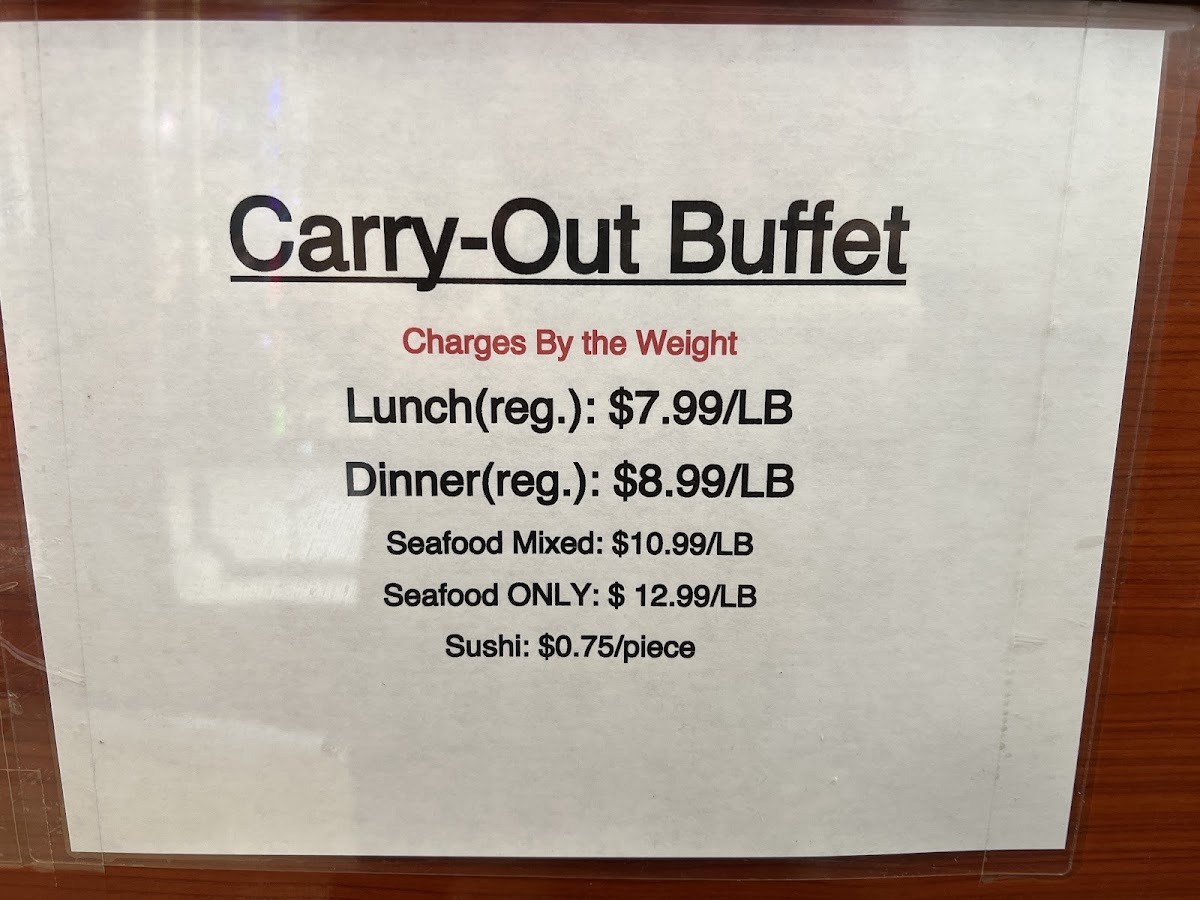 Carry-Out Buffet
Charges By the Weight
Lunch(reg.): $7.99/LB
Dinner(reg.): $8.99/LB
Seafood Mixed: $10.99/LB
Seafood ONLY: $ 12.99/LB
Sushi: $0.75/piece